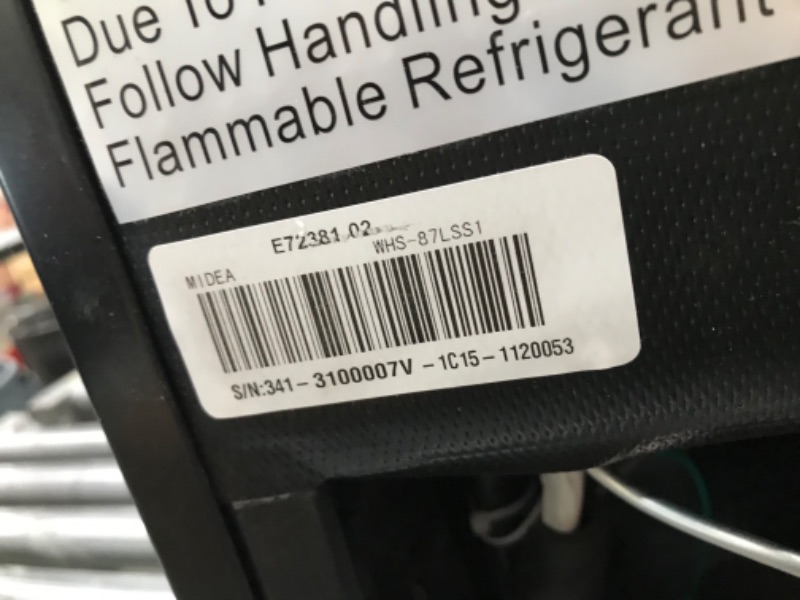 Due To
Follow Handling
Flammable Refrigerant
E72381 02
MIDEA WHS-87LSS1
S/N:341-3100007V-1C15-1120053